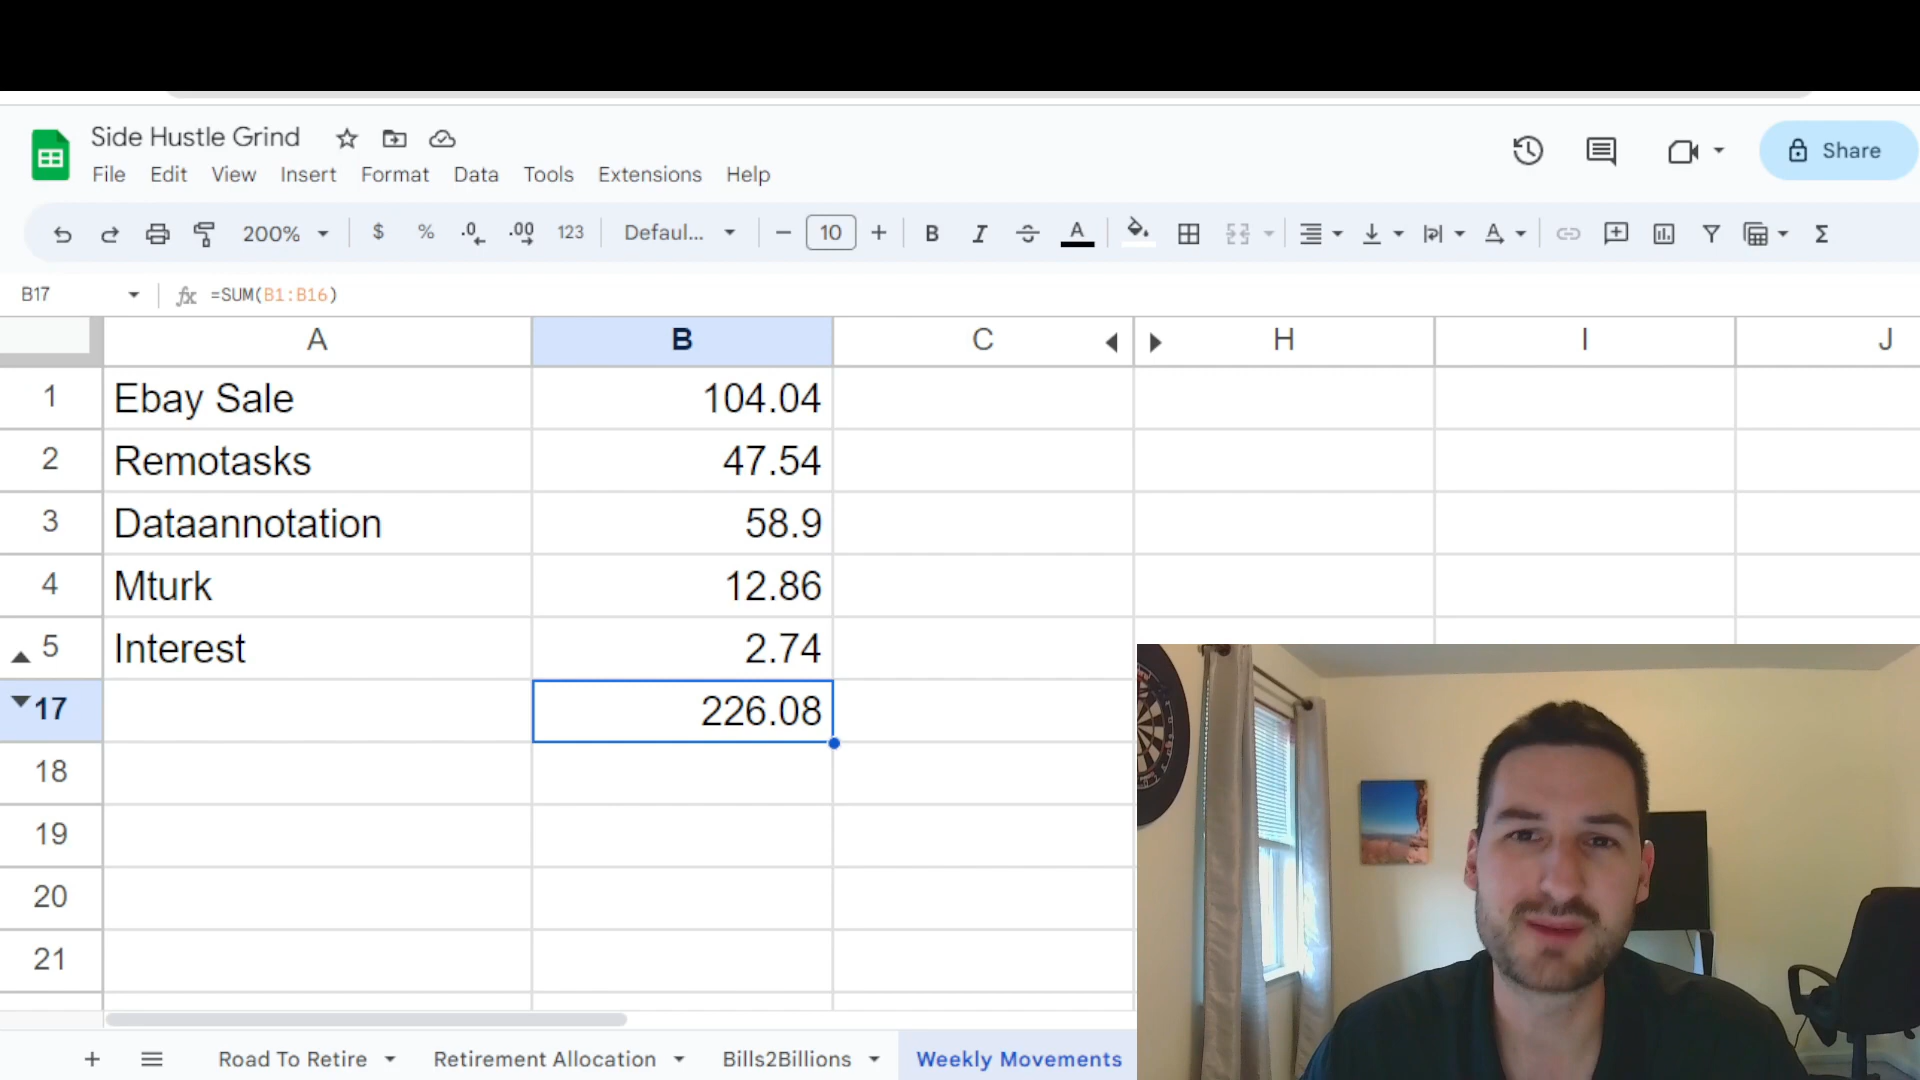 Side Hustle Grind
File Edit View Insert Format Data Tools Extensions Help
Share
200% $ % .0 .00 123 Defaul... − 10 + B I A A Σ
B17 fx =SUM(B1:B16)
A B C H I J
1 Ebay Sale 104.04
2 Remotasks 47.54
3 Dataannotation 58.9
4 Mturk 12.86
5 Interest 2.74
17 226.08
18
19
20
21
+ Road To Retire Retirement Allocation Bills2Billions Weekly Movements